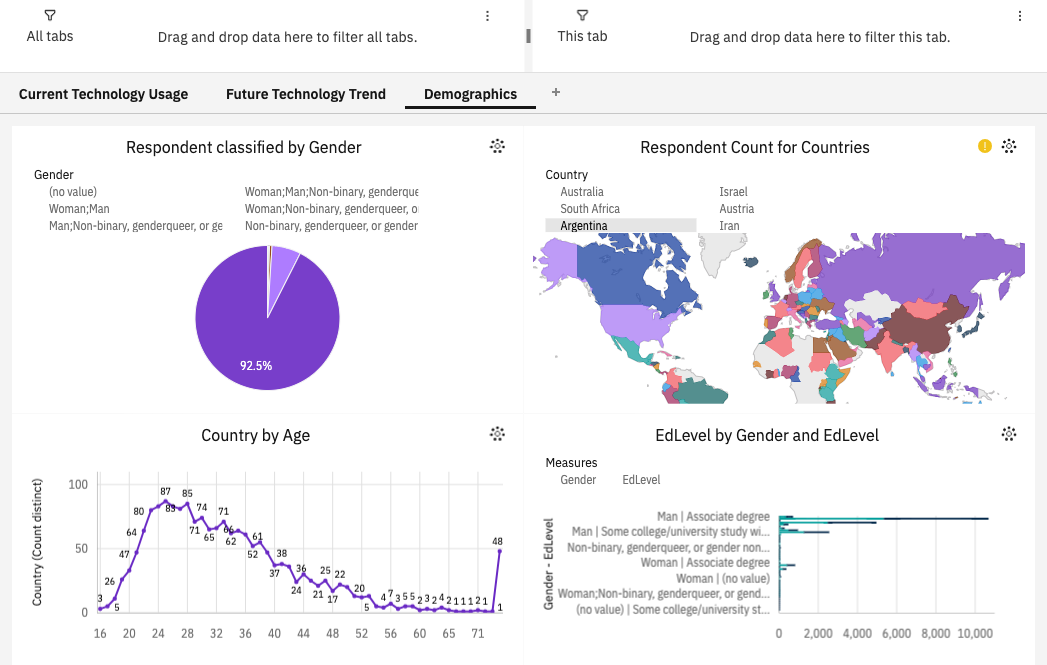 All tabs
Drag and drop data here to filter all tabs.
This tab
Drag and drop data here to filter this tab.
Current Technology Usage
Future Technology Trend
Demographics
+
Respondent classified by Gender
Gender
(no value)
Woman;Man;Non-binary, genderque
Woman;Man
Woman;Non-binary, genderqueer, o
Man;Non-binary, genderqueer, or ge
Non-binary, genderqueer, or gender
92.5%
Respondent Count for Countries
Country
Australia
Israel
South Africa
Austria
Argentina
Iran
Country by Age
Country (Count distinct)
100
50
0
3
5
26
47
64
80
87
83
85
71
74
65
71
66
62
52
61
37
38
24
36
21
25
17
22
20
5
4
7
3
5
5
2
3
2
4
2
1
1
1
2
1
48
1
16
20
24
28
32
36
40
44
48
52
56
60
65
71
EdLevel by Gender and EdLevel
Measures
Gender
EdLevel
Gender - EdLevel
Man | Associate degree
Man | Some college/university study wi...
Non-binary, genderqueer, or gender non...
Woman | Associate degree
Woman | (no value)
Woman;Non-binary, genderqueer, or gend...
(no value) | Some college/university st...
0
2,000
4,000
6,000
8,000
10,000